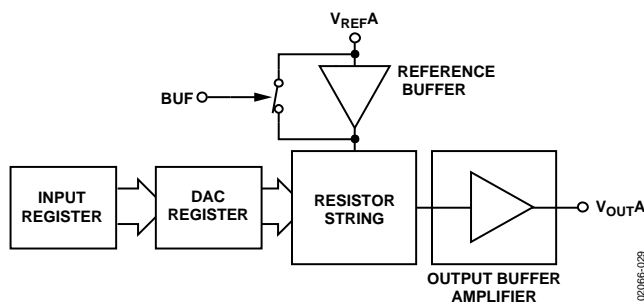 VREFA
REFERENCE
BUFFER
BUF
INPUT
REGISTER
DAC
REGISTER
RESISTOR
STRING
VOUTA
OUTPUT BUFFER
AMPLIFIER
02066-029